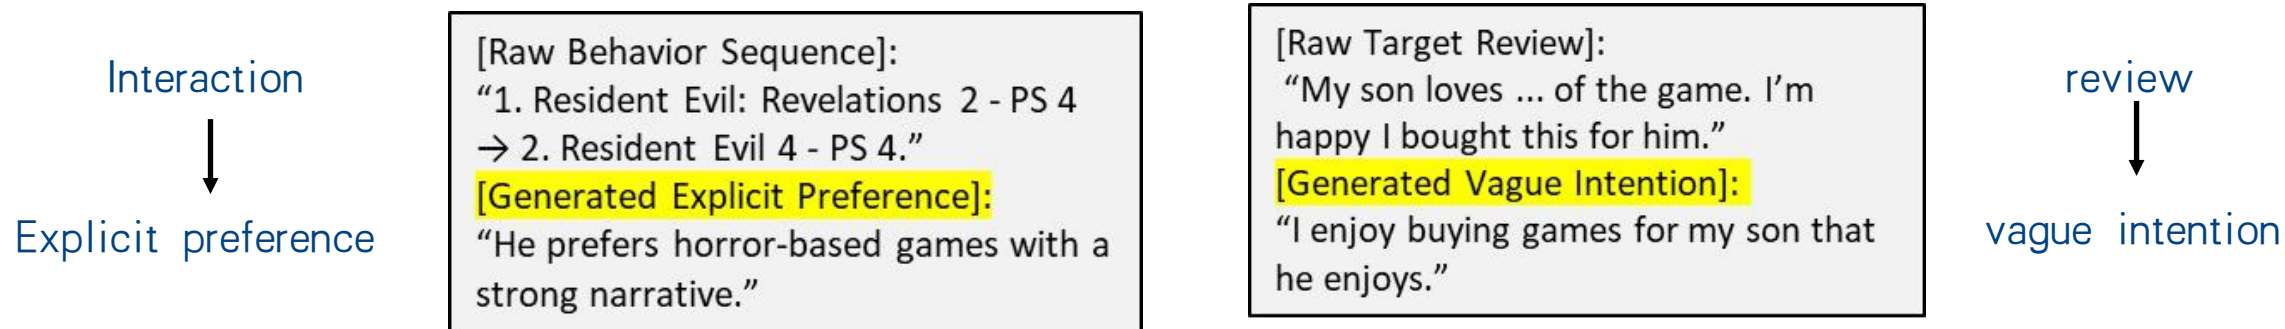 Interaction
Explicit preference
[Raw Behavior Sequence]:
“1. Resident Evil: Revelations 2 - PS 4
→ 2. Resident Evil 4 - PS 4.”
[Generated Explicit Preference]:
“He prefers horror-based games with a
strong narrative.”
[Raw Target Review]:
“My son loves ... of the game. I’m
happy I bought this for him.”
[Generated Vague Intention]:
“I enjoy buying games for my son that
he enjoys.”
review
vague intention